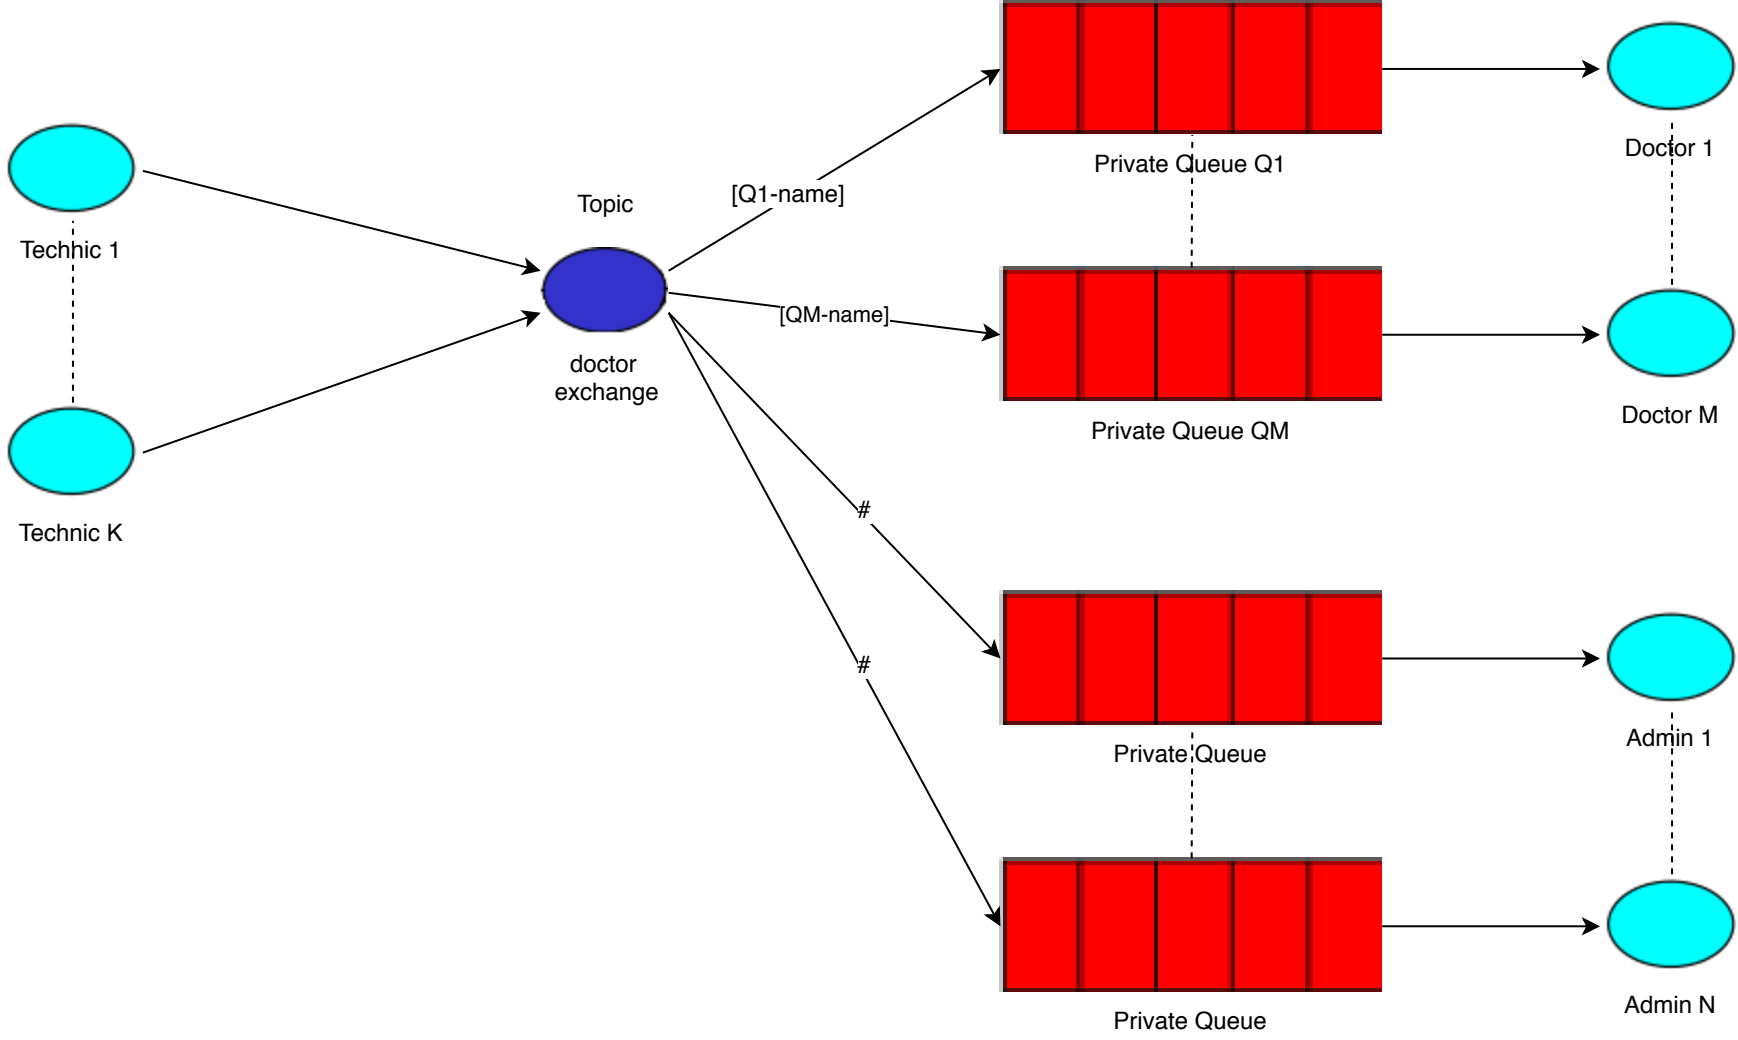 Technic 1
Technic K
Topic
doctor
exchange
[Q1-name]
[QM-name]
#
#
Private Queue Q1
Private Queue QM
Private Queue
Private Queue
Doctor 1
Doctor M
Admin 1
Admin N